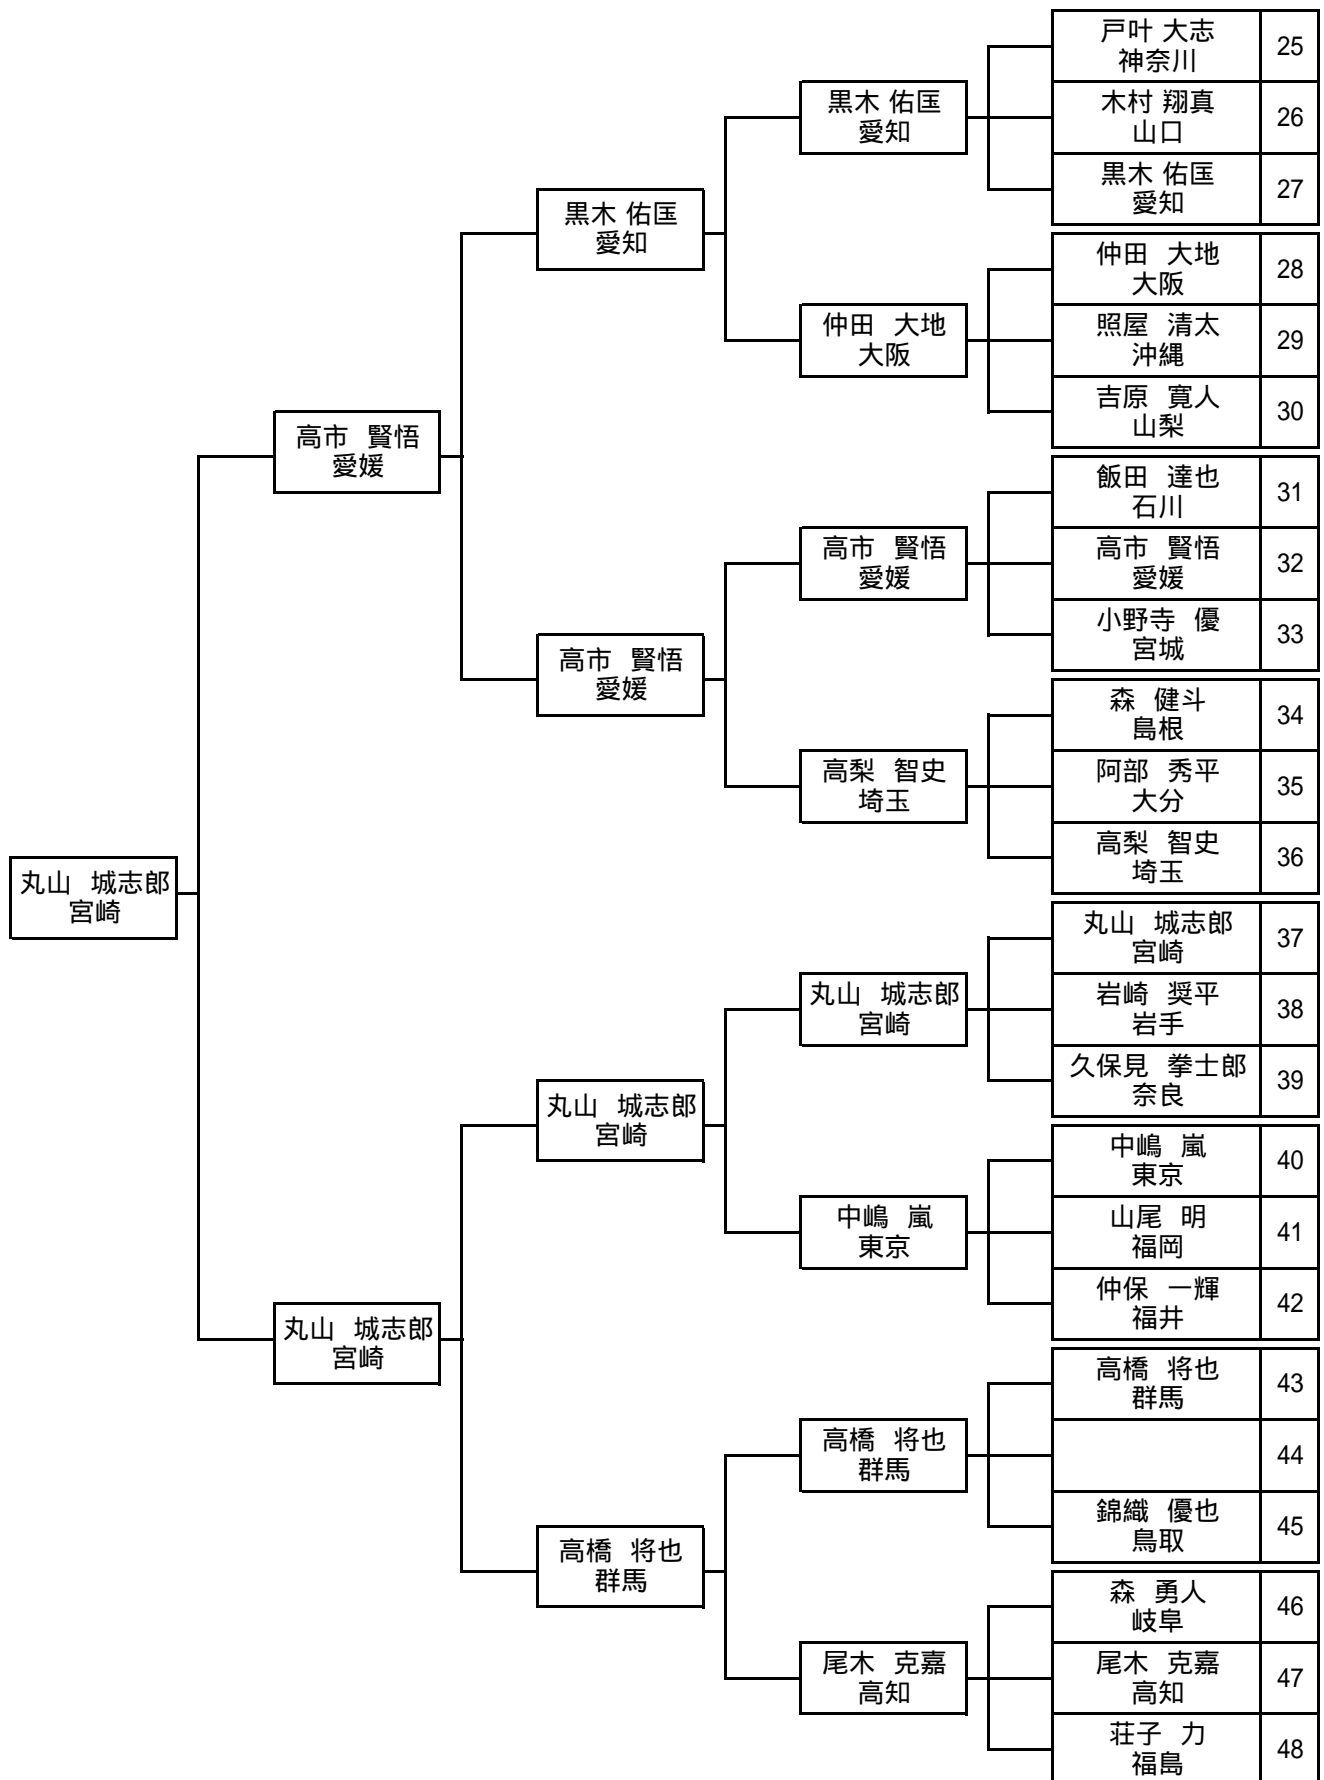 戸叶 大志
神奈川
25
木村 翔真
山口
26
黒木 佑匡
愛知
27
仲田 大地
大阪
28
照屋 清太
沖縄
29
吉原 寛人
山梨
30
飯田 達也
石川
31
高市 賢悟
愛媛
32
小野寺 優
宮城
33
森 健斗
島根
34
阿部 秀平
大分
35
高梨 智史
埼玉
36
丸山 城志郎
宮崎
37
岩崎 奨平
岩手
38
久保見 拳士郎
奈良
39
中嶋 嵐
東京
40
山尾 明
福岡
41
仲保 一輝
福井
42
高橋 将也
群馬
43
44
錦織 優也
鳥取
45
森 勇人
岐阜
46
尾木 克嘉
高知
47
荘子 力
福島
48
黒木 佑匡
愛知
仲田 大地
大阪
高市 賢悟
愛媛
高梨 智史
埼玉
丸山 城志郎
宮崎
中嶋 嵐
東京
高橋 将也
群馬
尾木 克嘉
高知
黒木 佑匡
愛知
高市 賢悟
愛媛
丸山 城志郎
宮崎
高橋 将也
群馬
高市 賢悟
愛媛
丸山 城志郎
宮崎
丸山 城志郎
宮崎